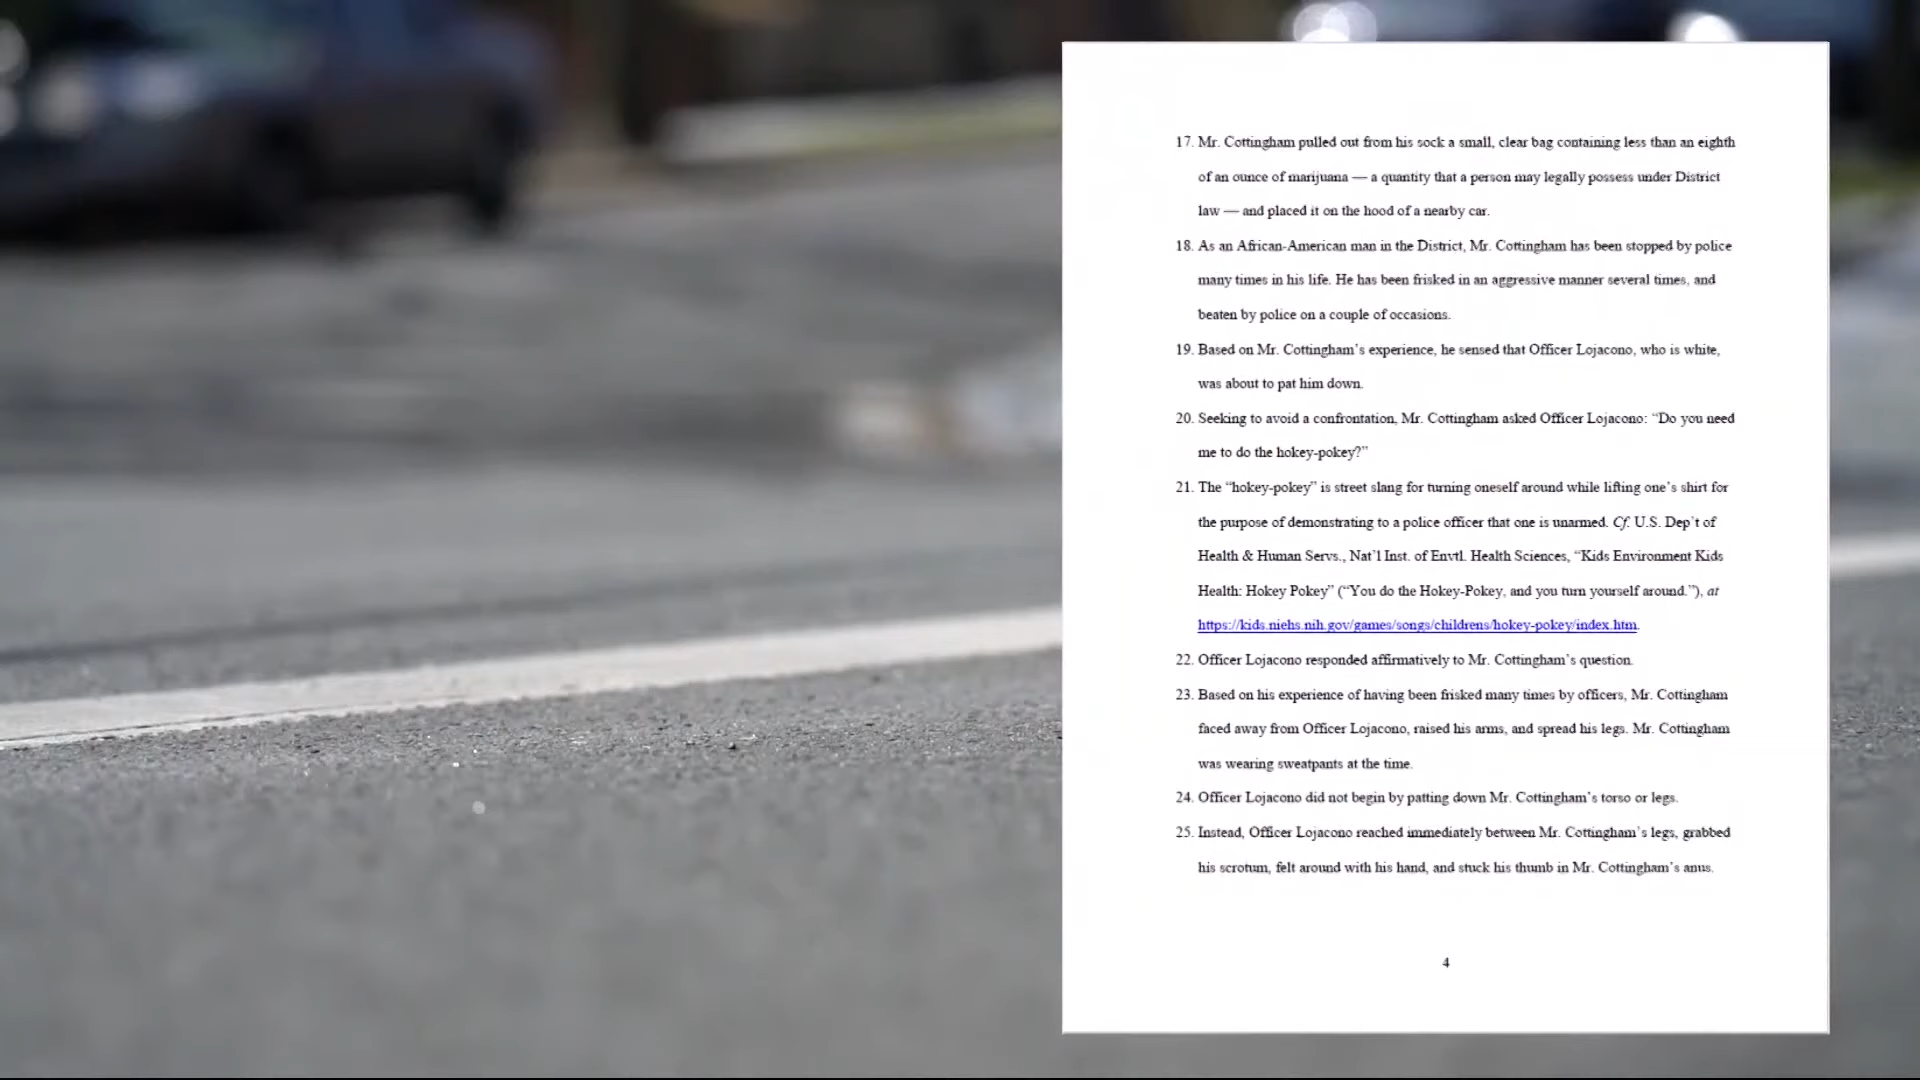 17. Mr. Cottingham pulled out from his sock a small, clear bag containing less than an eighth
of an ounce of marijuana — a quantity that a person may legally possess under District
law — and placed it on the hood of a nearby car.
18. As an African-American man in the District, Mr. Cottingham has been stopped by police
many times in his life. He has been frisked in an aggressive manner several times, and
beaten by police on a couple of occasions.
19. Based on Mr. Cottingham’s experience, he sensed that Officer Lojacono, who is white,
was about to pat him down.
20. Seeking to avoid a confrontation, Mr. Cottingham asked Officer Lojacono: “Do you need
me to do the hokey-pokey?”
21. The “hokey-pokey” is street slang for turning oneself around while lifting one’s shirt for
the purpose of demonstrating to a police officer that one is unarmed. Cf. U.S. Dep’t of
Health & Human Servs., Nat’l Inst. of Envtl. Health Sciences, “Kids Environment Kids
Health: Hokey Pokey” (“You do the Hokey-Pokey, and you turn yourself around.”), at
https://kids.niehs.nih.gov/games/songs/childrens/hokey-pokey/index.htm.
22. Officer Lojacono responded affirmatively to Mr. Cottingham’s question.
23. Based on his experience of having been frisked many times by officers, Mr. Cottingham
faced away from Officer Lojacono, raised his arms, and spread his legs. Mr. Cottingham
was wearing sweatpants at the time.
24. Officer Lojacono did not begin by patting down Mr. Cottingham’s torso or legs.
25. Instead, Officer Lojacono reached immediately between Mr. Cottingham’s legs, grabbed
his scrotum, felt around with his hand, and stuck his thumb in Mr. Cottingham’s anus.
4